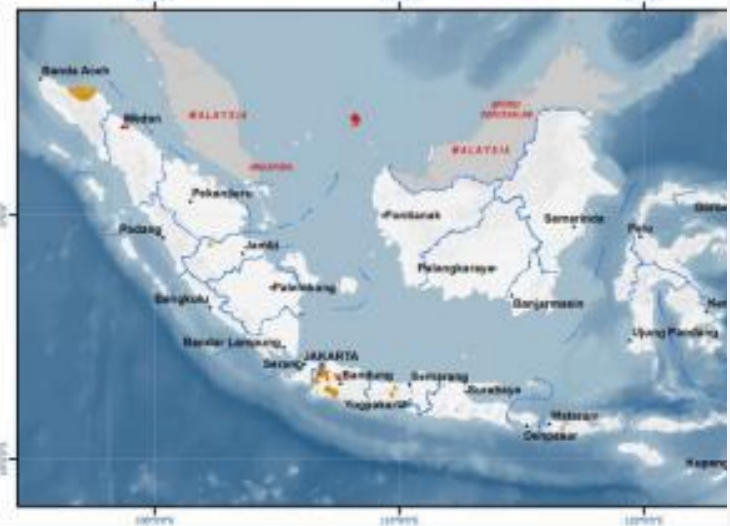 Banda Aceh
Medan
MALAYSIA
MALAYSIA
Pekanbaru
Pontianak
Samarinda
Palu
Padang
Jambi
Palangkaraya
Palembang
Bengkulu
Banjarmasin
Bandar Lampung
Ujung Pandang
JAKARTA
Serang
Bandung
Semarang
Surabaya
Yogyakarta
Mataram
Denpasar
Kupang